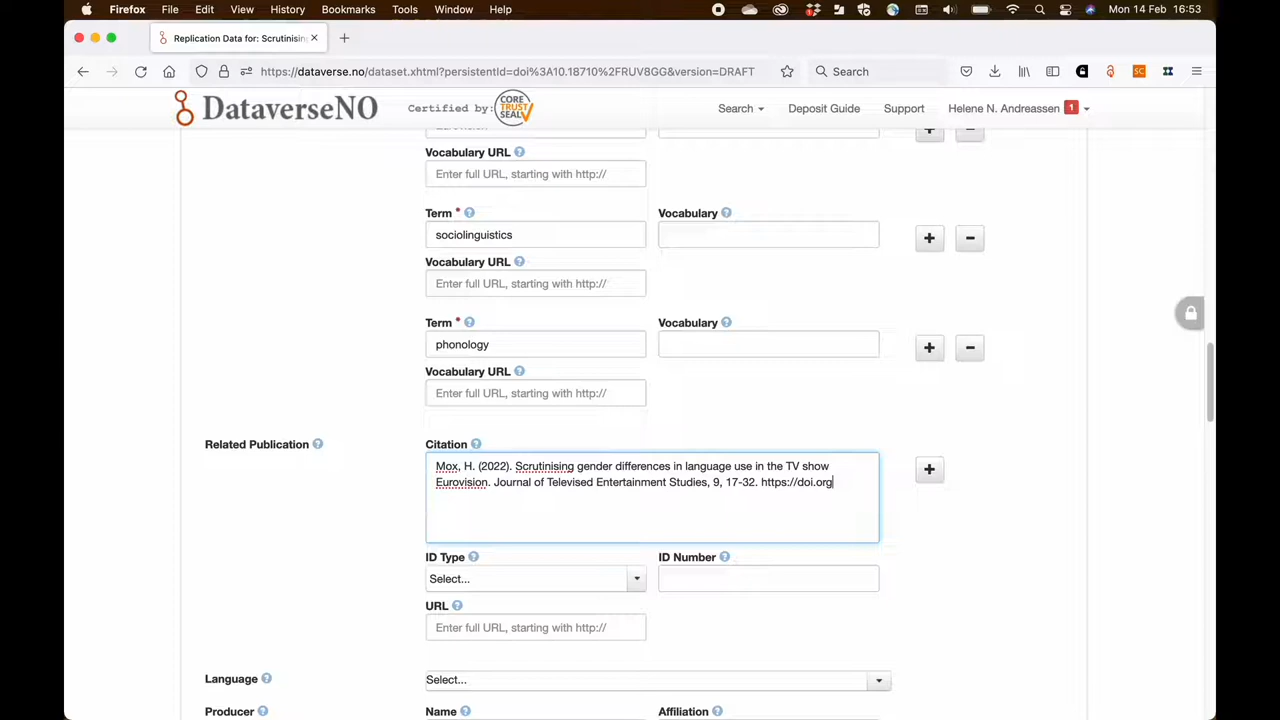 Firefox File Edit View History Bookmarks Tools Window Help Mon 14 Feb 16:53
Replication Data for: Scrutinisin
https://dataverse.no/dataset.xhtml?persistentId=doi%3A10.18710%2FRUV8GG&version=DRAFT Search
DataverseNO Certified by: CORE TRUST SEAL Search Deposit Guide Support Helene N. Andreassen 1
Eurovision
Vocabulary URL
Enter full URL, starting with http://
Term * Vocabulary
sociolinguistics
Vocabulary URL
Enter full URL, starting with http://
Term * Vocabulary
phonology
Vocabulary URL
Enter full URL, starting with http://
Related Publication Citation
Mox, H. (2022). Scrutinising gender differences in language use in the TV show
Eurovision. Journal of Televised Entertainment Studies, 9, 17-32. https://doi.org
ID Type ID Number
Select...
URL
Enter full URL, starting with http://
Language Select...
Producer Name Affiliation